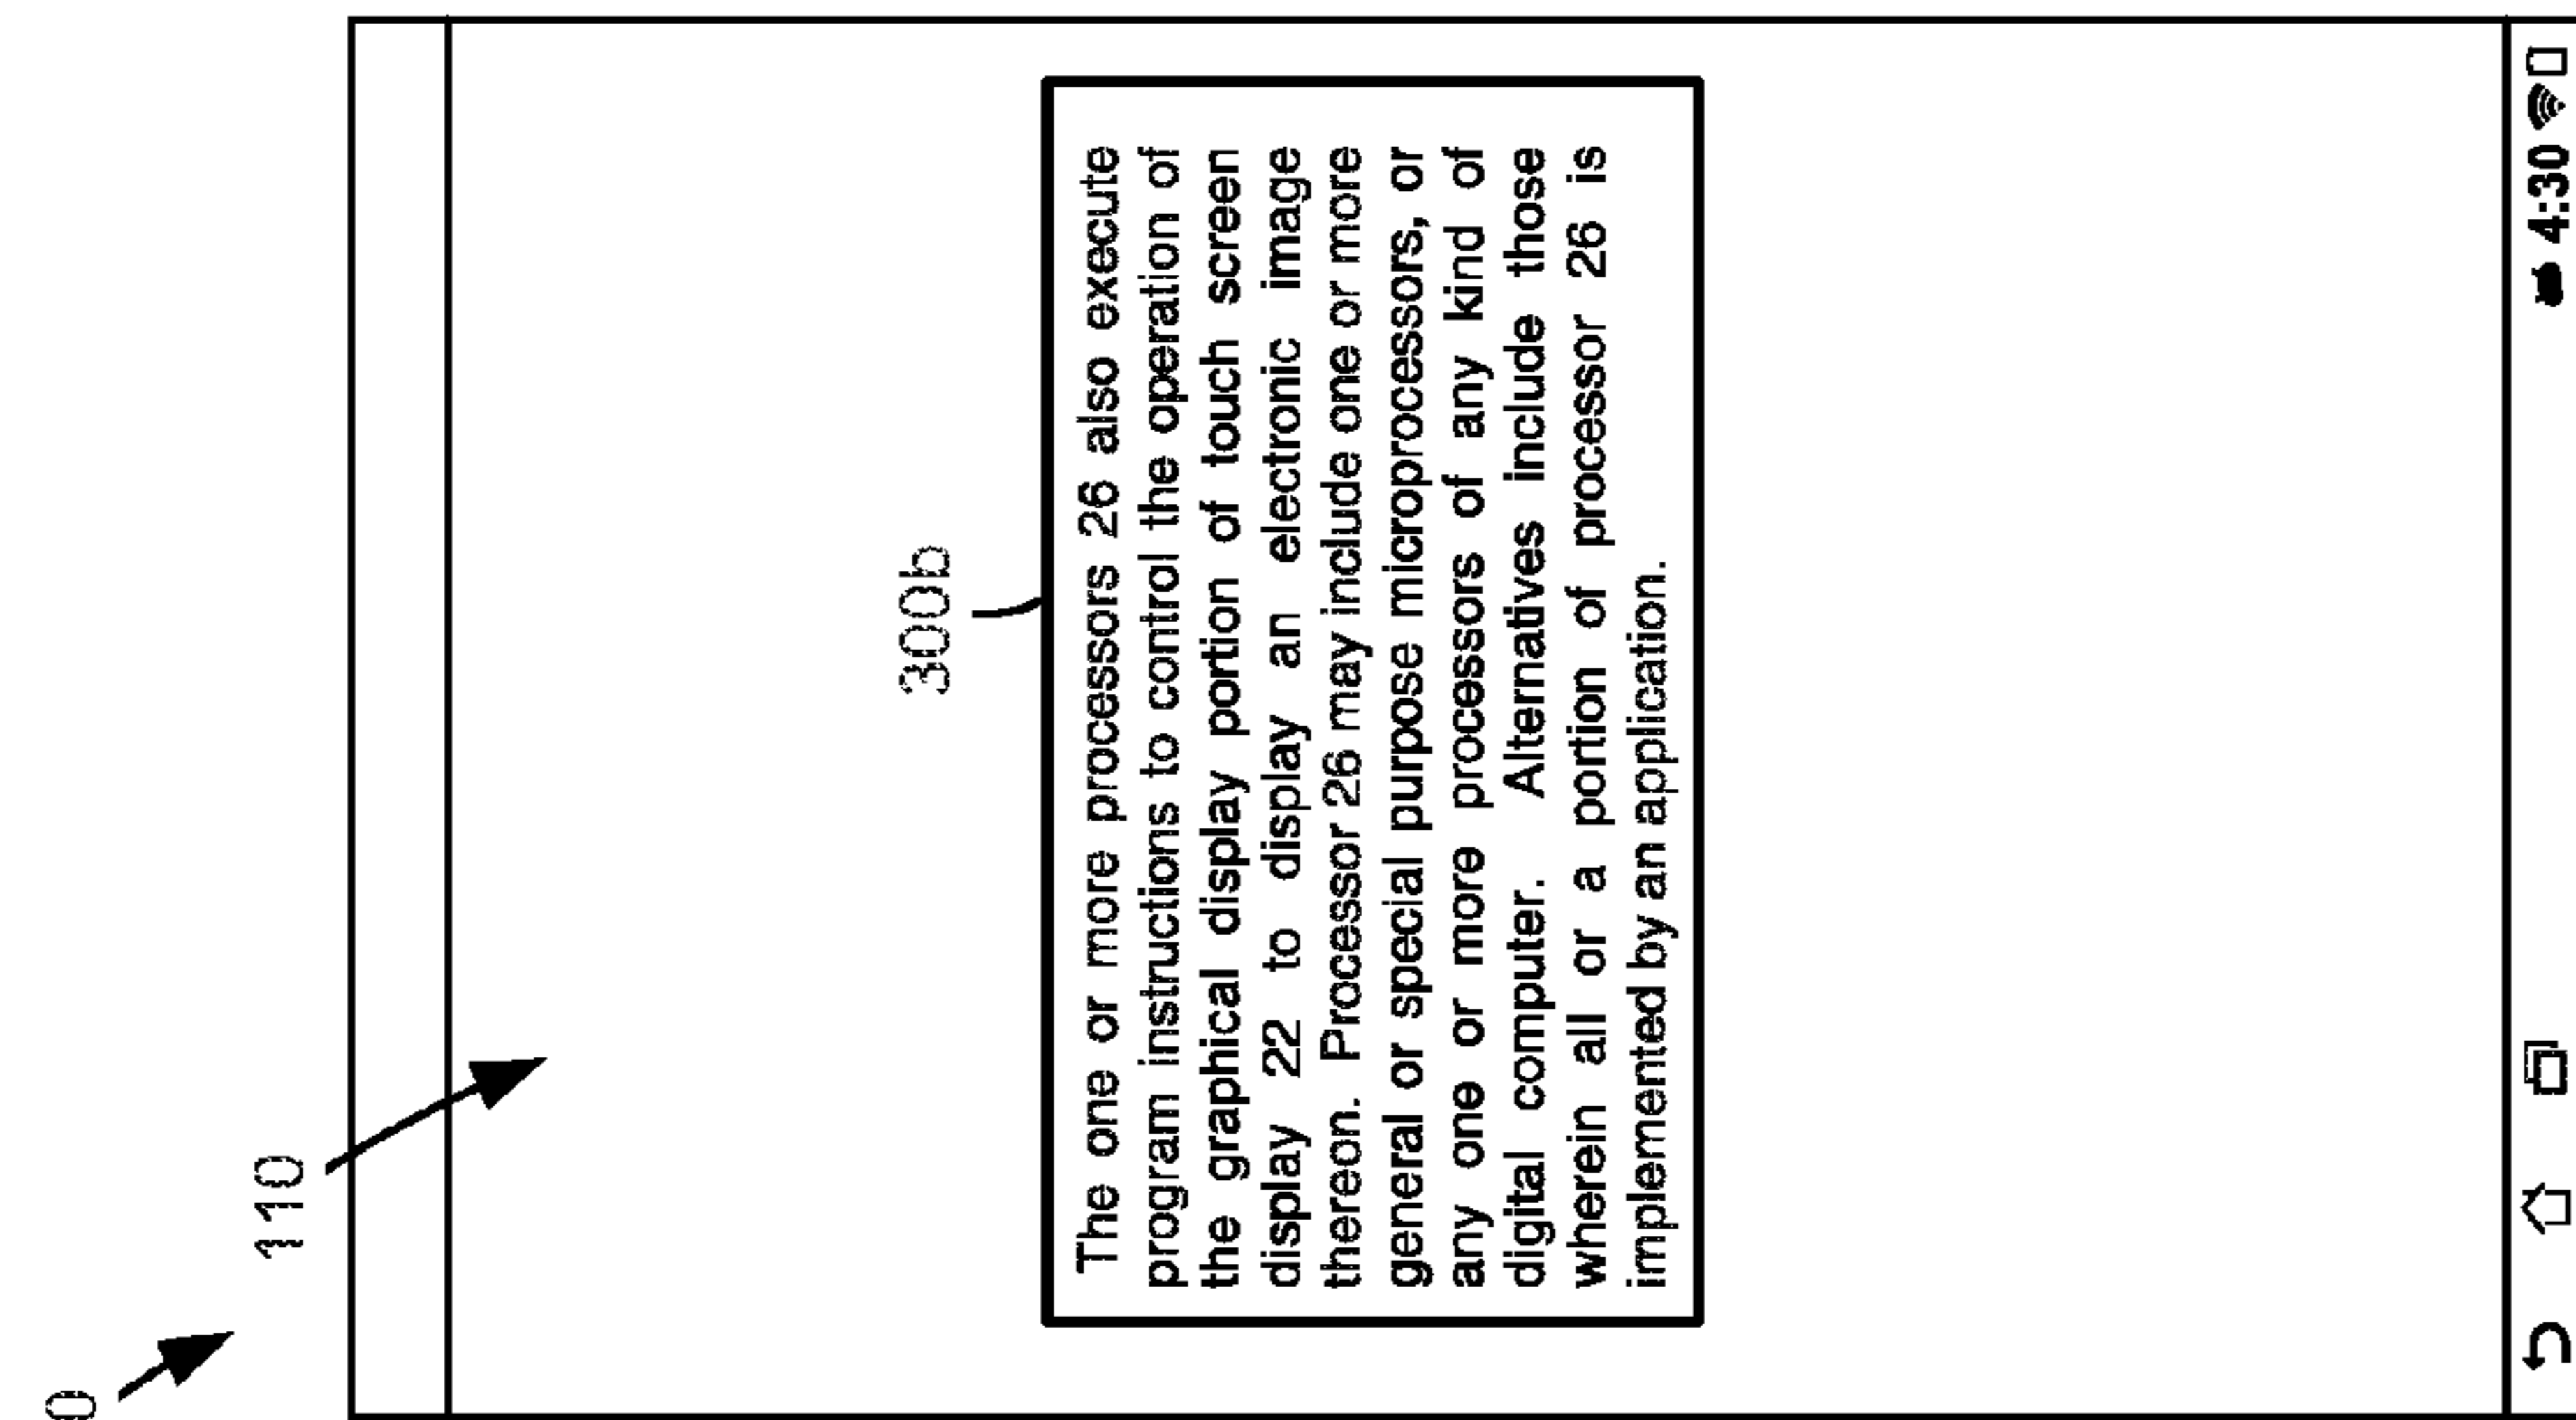 110
300b
The one or more processors 26 also execute
program instructions to control the operation of
the graphical display portion of touch screen
display 22 to display an electronic image
thereon. Processor 26 may include one or more
general or special purpose microprocessors, or
any one or more processors of any kind of
digital computer. Alternatives include those
wherein all or a portion of processor 26 is
implemented by an application.
4:30